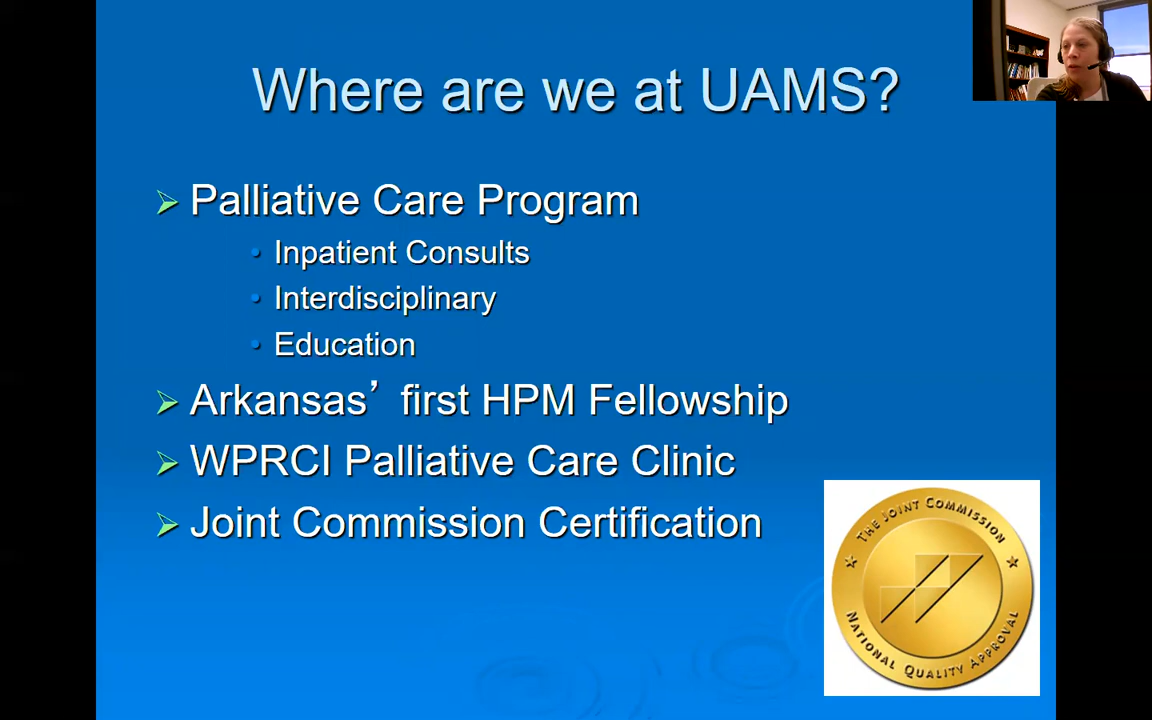 Where are we at UAMS?
Palliative Care Program
Inpatient Consults
Interdisciplinary
Education
Arkansas’ first HPM Fellowship
WPRCI Palliative Care Clinic
Joint Commission Certification
THE JOINT COMMISSION
NATIONAL QUALITY APPROVAL